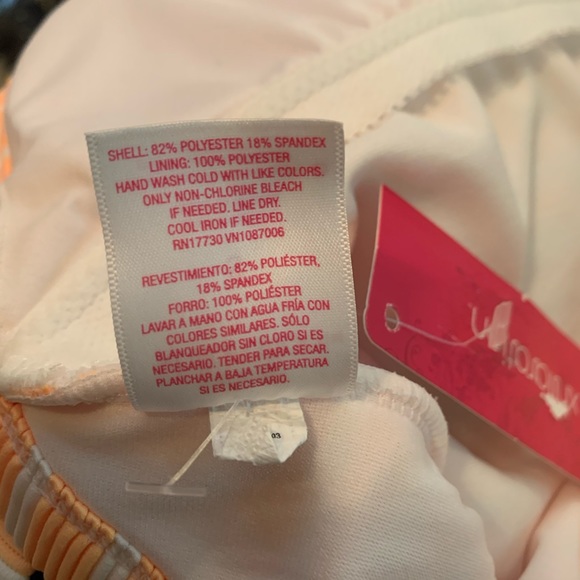 SHELL: 82% POLYESTER 18% SPANDEX
LINING: 100% POLYESTER
HAND WASH COLD WITH LIKE COLORS.
ONLY NON-CHLORINE BLEACH
IF NEEDED. LINE DRY.
COOL IRON IF NEEDED.
RN17730 VN1087006
REVESTIMIENTO: 82% POLIÉSTER,
18% SPANDEX
FORRO: 100% POLIÉSTER
LAVAR A MANO CON AGUA FRÍA CON
COLORES SIMILARES. SÓLO
BLANQUEADOR SIN CLORO SI ES
NECESARIO. TENDER PARA SECAR.
PLANCHAR A BAJA TEMPERATURA
SI ES NECESARIO.
03